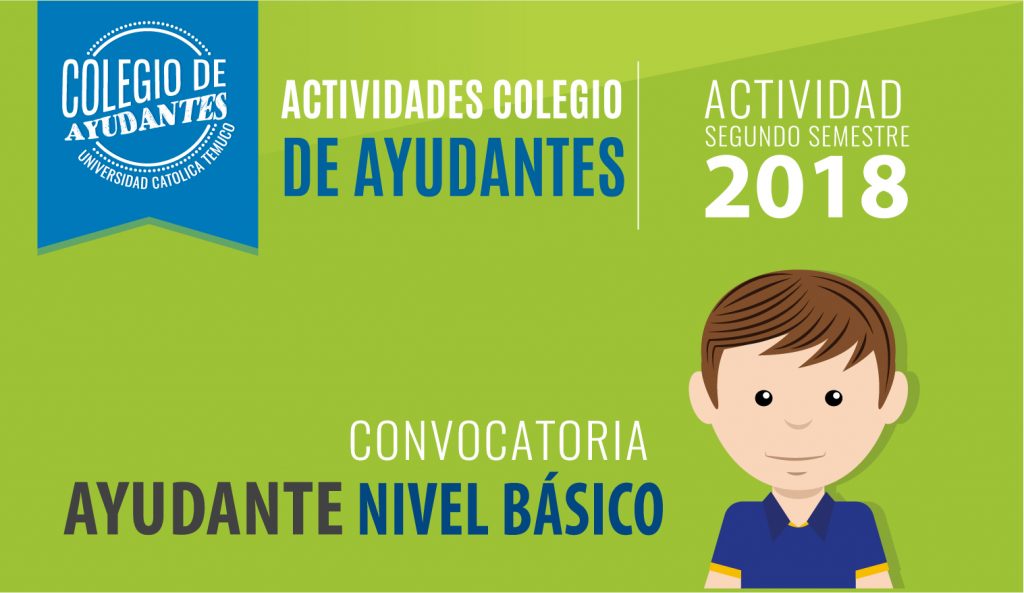 COLEGIO DE
AYUDANTES
UNIVERSIDAD CATOLICA TEMUCO
ACTIVIDADES COLEGIO
DE AYUDANTES
ACTIVIDAD
SEGUNDO SEMESTRE
2018
CONVOCATORIA
AYUDANTE NIVEL BÁSICO